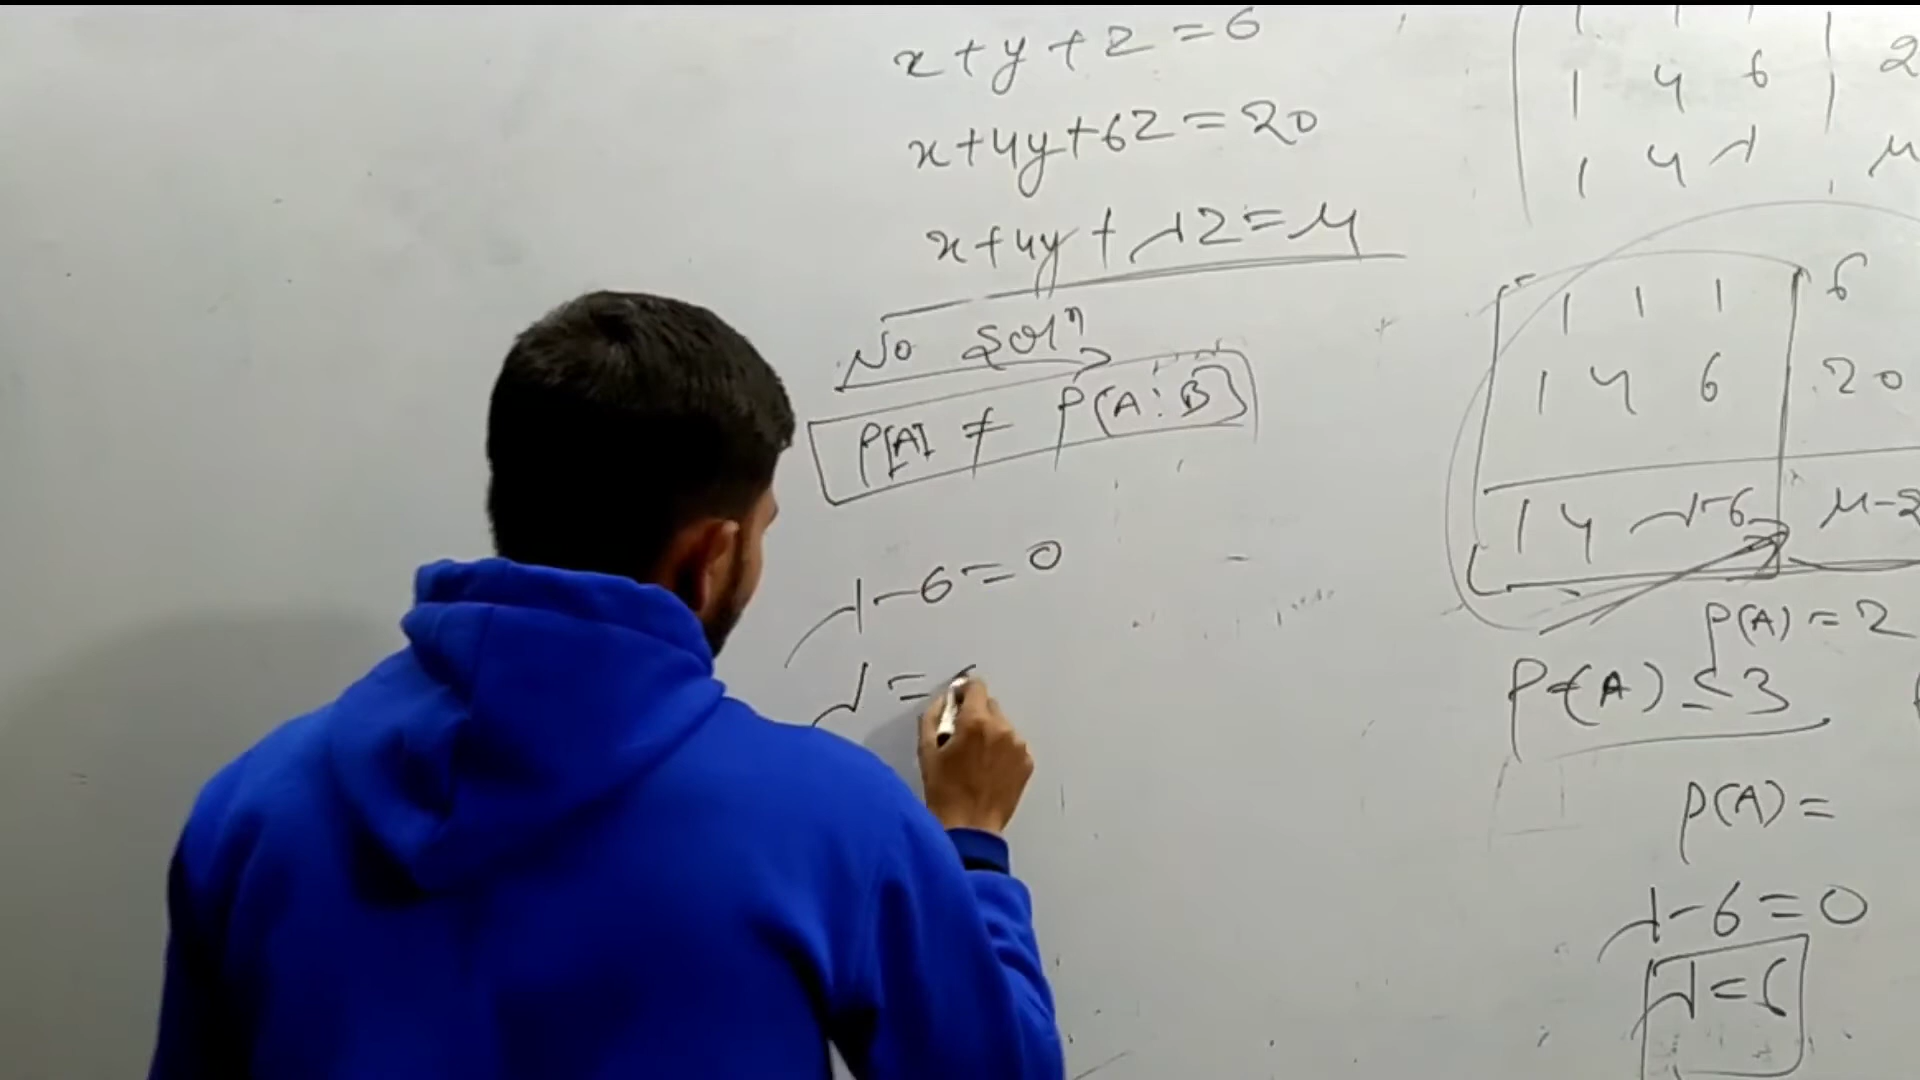 x+y+z=6
x+4y+6z=20
x+4y+λz=μ
No Solⁿ
ρ[A] ≠ ρ(A:B)
λ-6=0
λ=
1 4 6 2
1 4 λ μ
1 1 1 6
1 4 6 20
1 4 λ-6 μ-2
ρ(A)=2
ρ(A)≤3
ρ(A)=
λ-6=0
λ=6